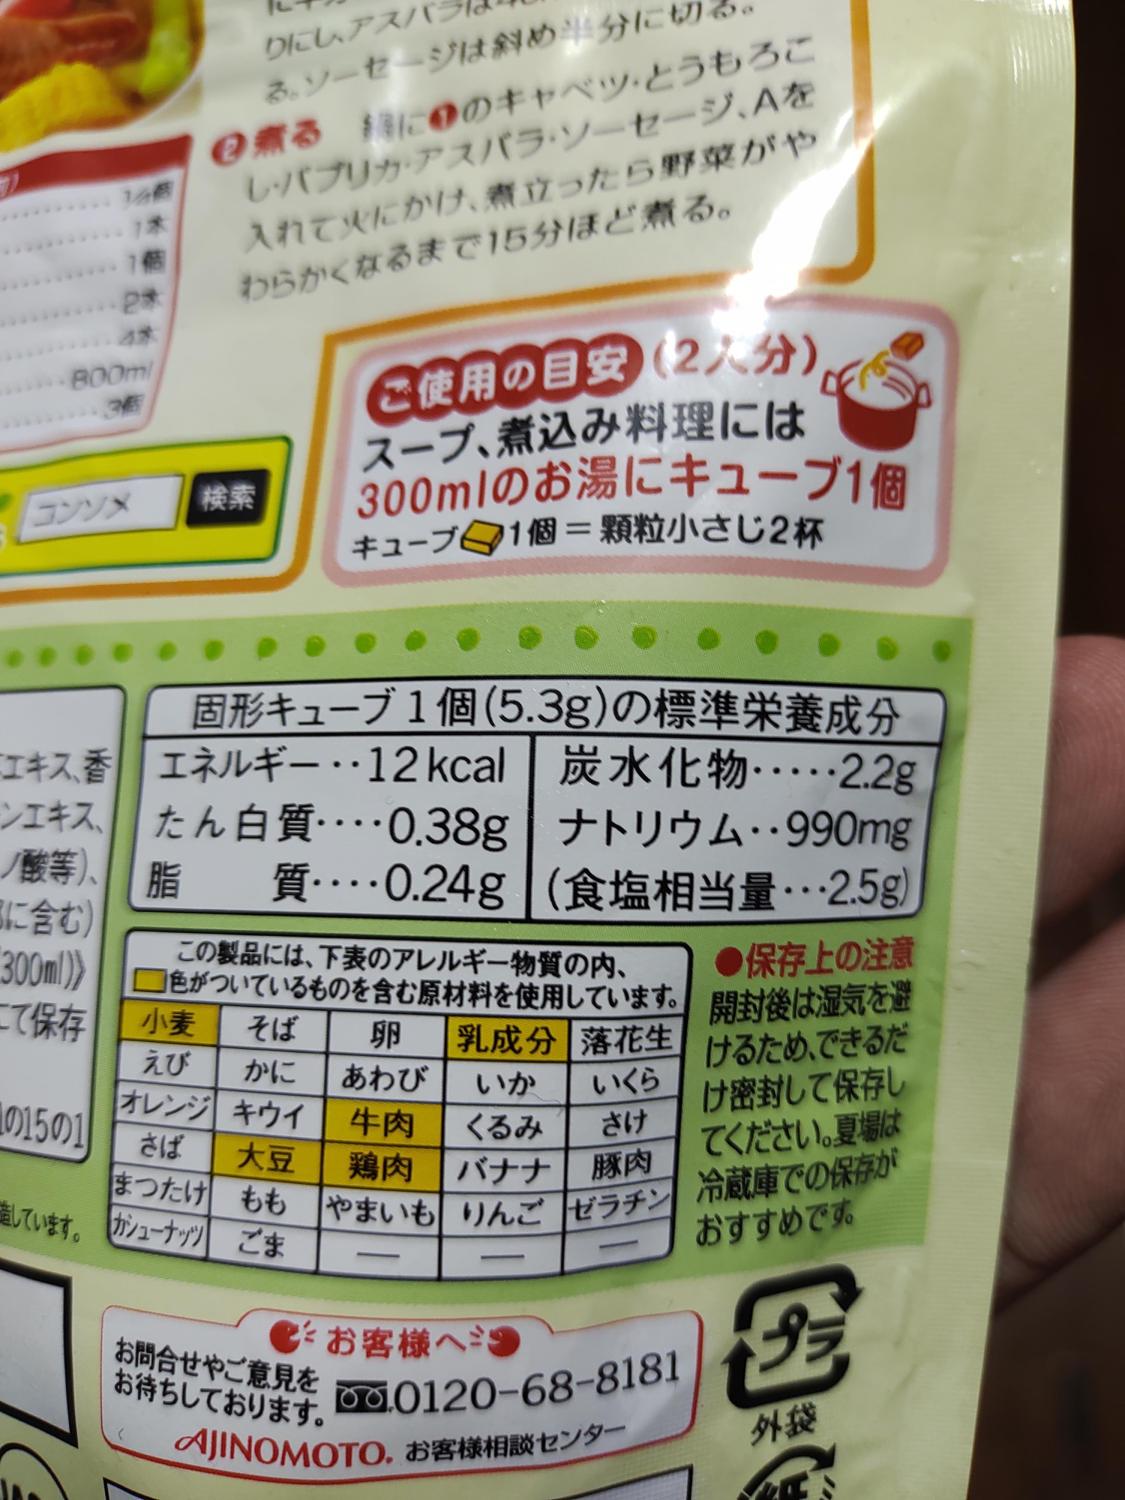 りにし、アスパラは
る。ソーセージは斜め半分に切る。
❷煮る 鍋に❶のキャベツ・とうもろこ
し・パプリカ・アスパラ・ソーセージ、Aを
入れて火にかけ、煮立ったら野菜がや
わらかくなるまで15分ほど煮る。
1本
1個
2本
4本
800ml
3個
コンソメ 検索
ご使用の目安(2人分)
スープ、煮込み料理には
300mlのお湯にキューブ1個
キューブ 1個=顆粒小さじ2杯
固形キューブ1個(5.3g)の標準栄養成分
エネルギー‥12kcal 炭水化物‥‥‥2.2g
たん白質‥‥0.38g ナトリウム‥990mg
脂 質‥‥0.24g (食塩相当量…2.5g)
エキス、香
ンエキス、
ノ酸等)、
に含む)
300ml)》
て保存
の15の1
造しています。
この製品には、下表のアレルギー物質の内、
色がついているものを含む原材料を使用しています。
小麦 そば 卵 乳成分 落花生
えび かに あわび いか いくら
オレンジ キウイ 牛肉 くるみ さけ
さば 大豆 鶏肉 バナナ 豚肉
まつたけ もも やまいも りんご ゼラチン
カシューナッツ ごま — — —
●保存上の注意
開封後は湿気を避
けるため、できるだ
け密封して保存し
てください。夏場は
冷蔵庫での保存が
おすすめです。
お客様へ
お問合せやご意見を
お待ちしております。
0120-68-8181
AJINOMOTO. お客様相談センター
プラ
外袋
紙